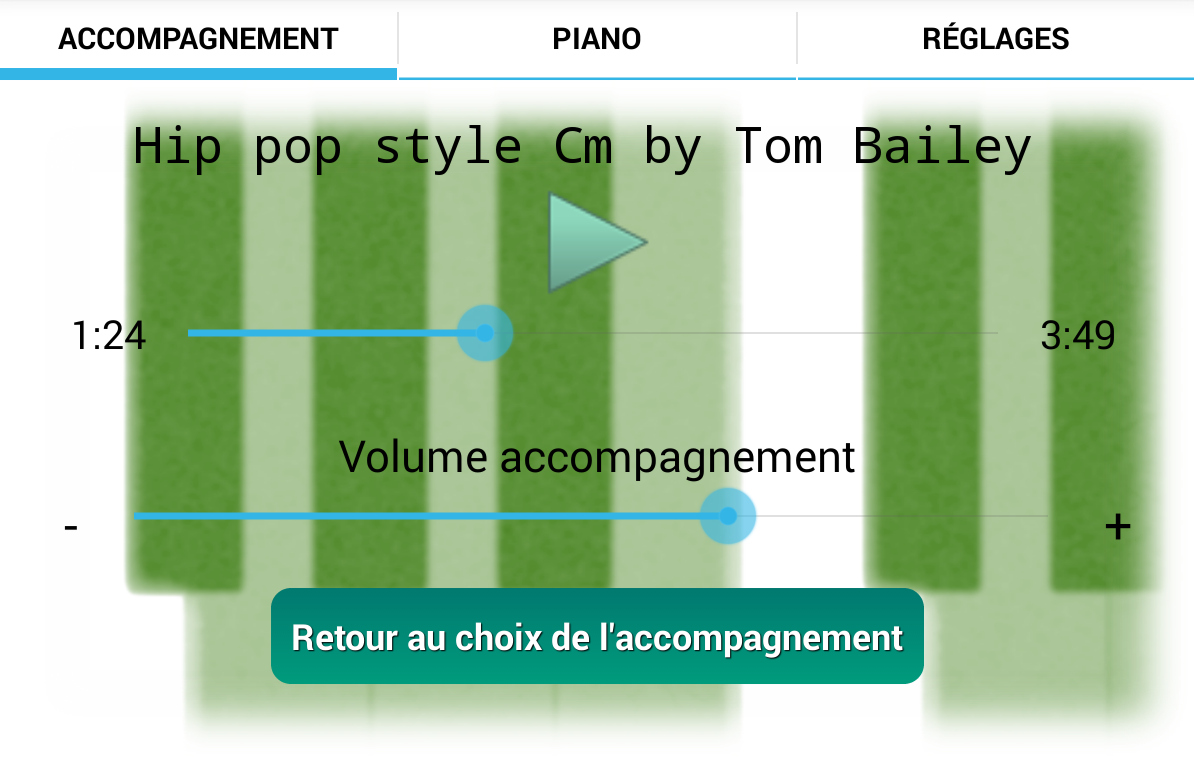 ACCOMPAGNEMENT
PIANO
RÉGLAGES
Hip pop style Cm by Tom Bailey
1:24
3:49
Volume accompagnement
-
+
Retour au choix de l'accompagnement